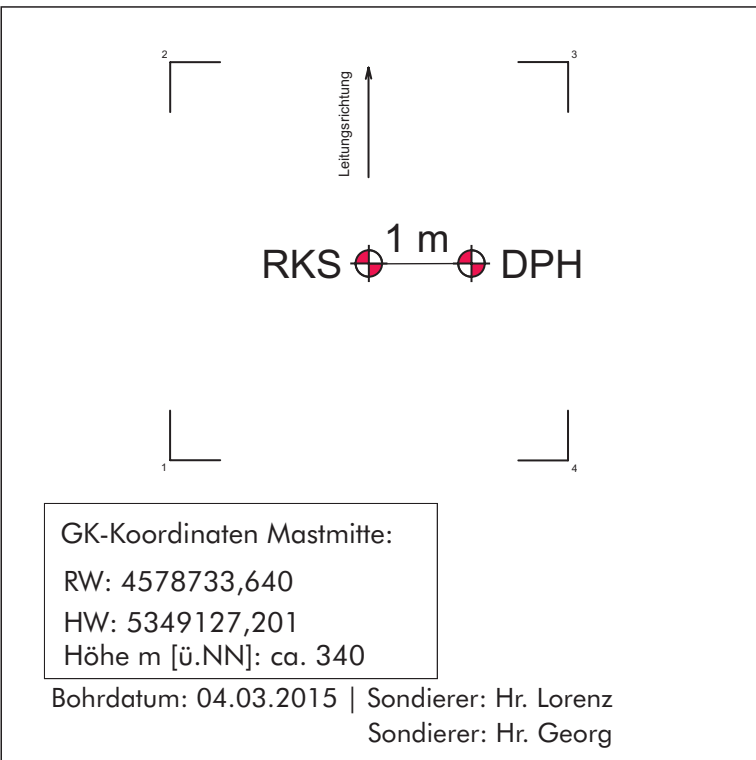 2
3
Leitungsrichtung
RKS 1 m DPH
1
4
GK-Koordinaten Mastmitte:
RW: 4578733,640
HW: 5349127,201
Höhe m [ü.NN]: ca. 340
Bohrdatum: 04.03.2015 | Sondierer: Hr. Lorenz
Sondierer: Hr. Georg